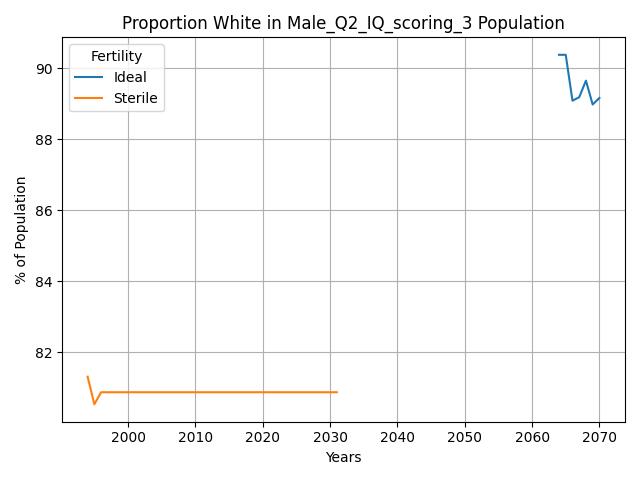 Proportion White in Male_Q2_IQ_scoring_3 Population
Fertility
Ideal
Sterile
% of Population
90
88
86
84
82
2000 2010 2020 2030 2040 2050 2060 2070
Years